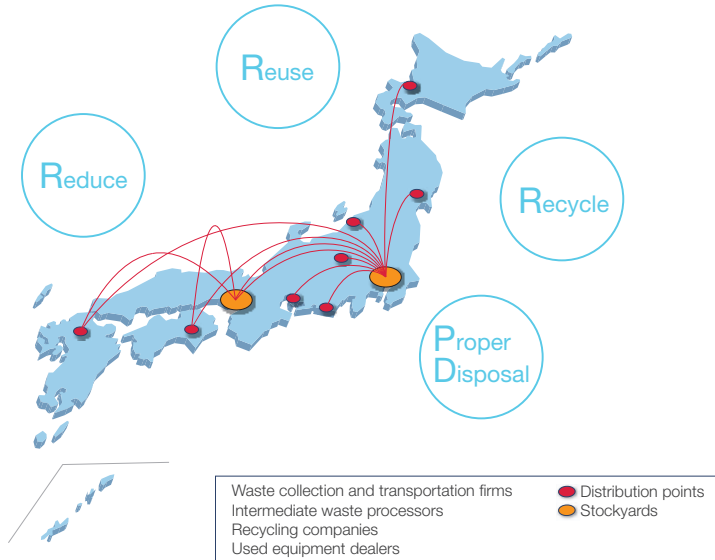 Reuse
Reduce
Recycle
Proper
Disposal
Waste collection and transportation firms
Intermediate waste processors
Recycling companies
Used equipment dealers
Distribution points
Stockyards